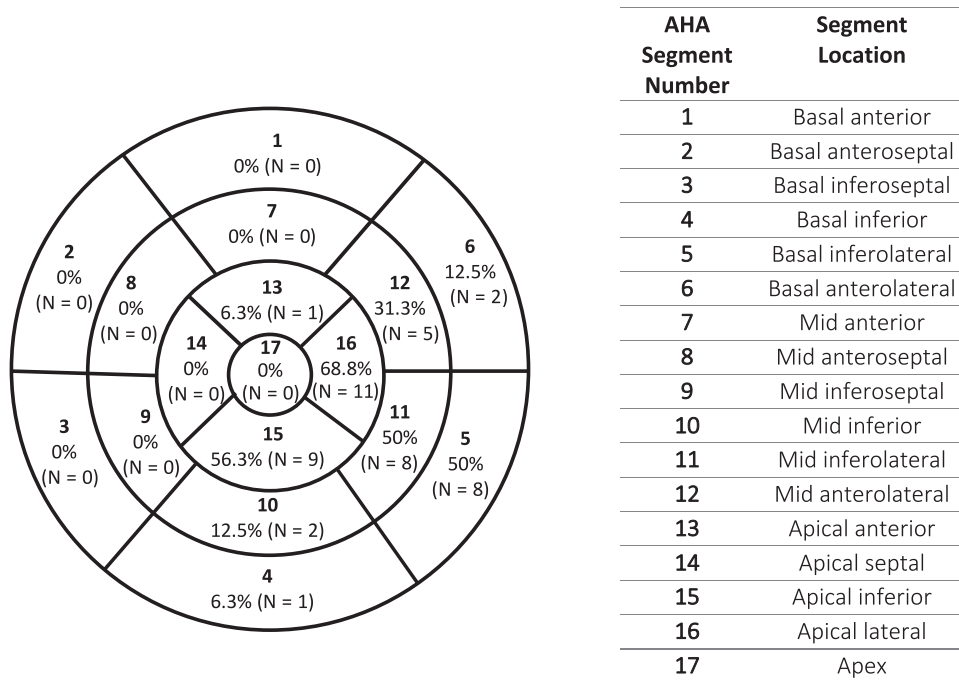 1
0% (N = 0)
7
0% (N = 0)
2
0%
(N = 0)
8
0%
(N = 0)
13
6.3% (N = 1)
12
31.3%
(N = 5)
6
12.5%
(N = 2)
14
0%
(N = 0)
17
0%
(N = 0)
16
68.8%
(N = 11)
3
0%
(N = 0)
9
0%
(N = 0)
15
56.3% (N = 9)
11
50%
(N = 8)
5
50%
(N = 8)
10
12.5% (N = 2)
4
6.3% (N = 1)
AHA
Segment
Number
Segment
Location
1 Basal anterior
2 Basal anteroseptal
3 Basal inferoseptal
4 Basal inferior
5 Basal inferolateral
6 Basal anterolateral
7 Mid anterior
8 Mid anteroseptal
9 Mid inferoseptal
10 Mid inferior
11 Mid inferolateral
12 Mid anterolateral
13 Apical anterior
14 Apical septal
15 Apical inferior
16 Apical lateral
17 Apex